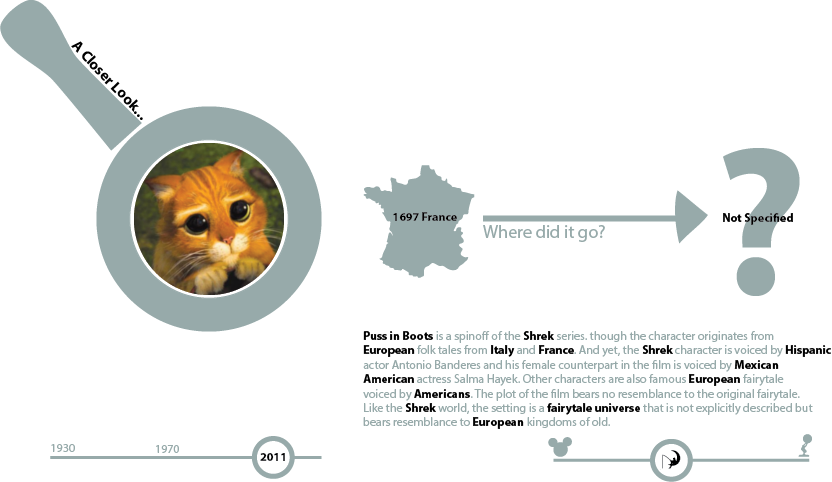 A Closer Look...
1697 France
Where did it go?
Not Specified
Puss in Boots is a spinoff of the Shrek series. though the character originates from
European folk tales from Italy and France. And yet, the Shrek character is voiced by Hispanic
actor Antonio Banderes and his female counterpart in the film is voiced by Mexican
American actress Salma Hayek. Other characters are also famous European fairytale
voiced by Americans. The plot of the film bears no resemblance to the original fairytale.
Like the Shrek world, the setting is a fairytale universe that is not explicitly described but
bears resemblance to European kingdoms of old.
1930
1970
2011